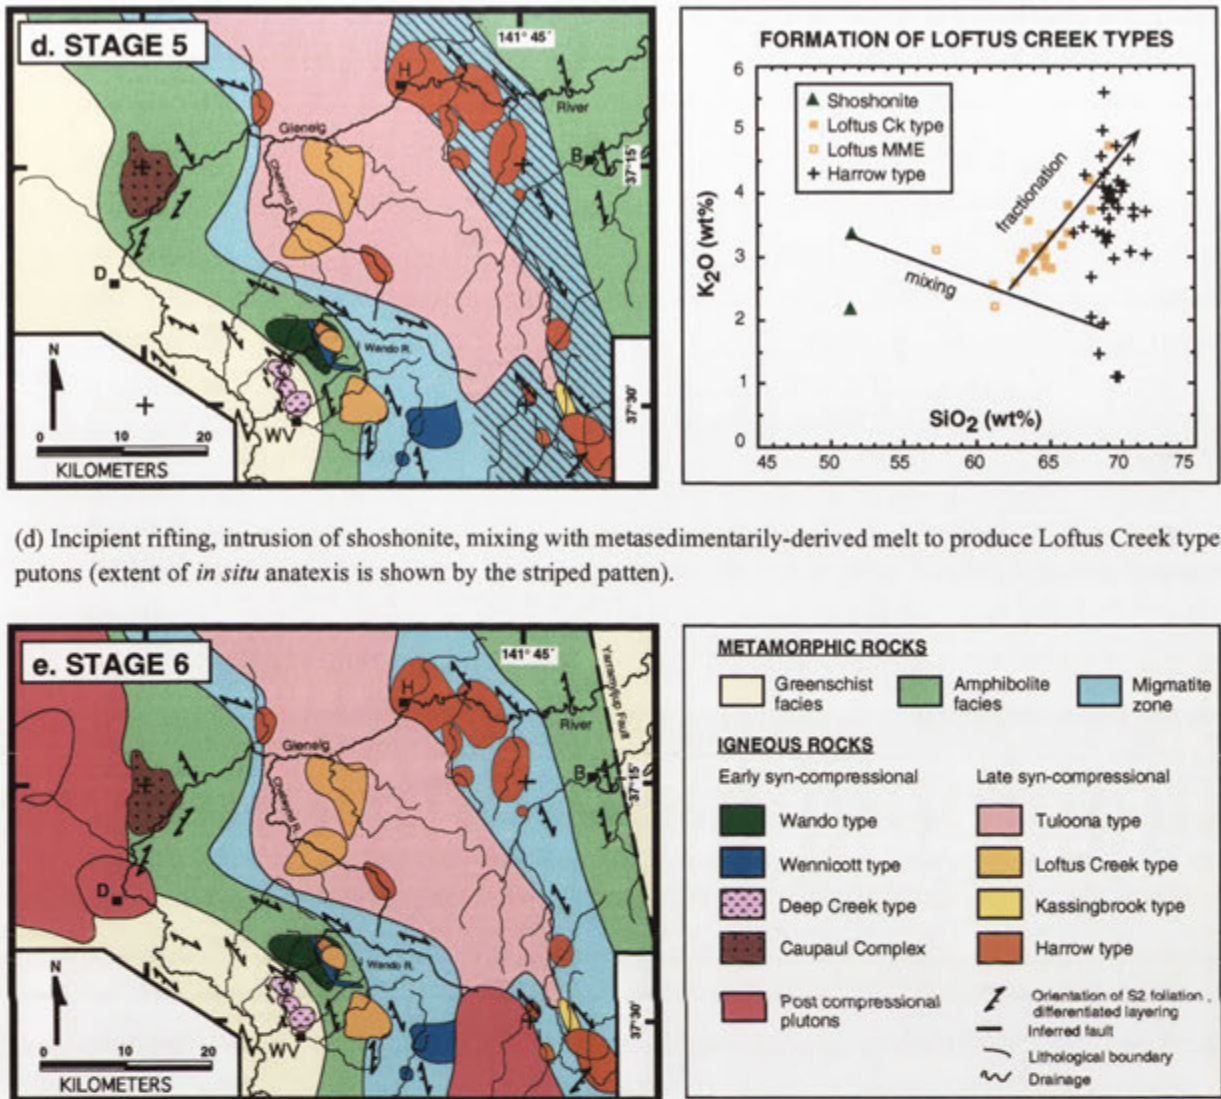 d. STAGE 5
141° 45´
H
River
Glenelg
Chetwynd R.
B
37°15´
D
Wando R.
N
WV
37°30´
0 10 20
KILOMETERS
FORMATION OF LOFTUS CREEK TYPES
6
5
4
3
2
1
0
K2O (wt%)
Shoshonite
Loftus Ck type
Loftus MME
Harrow type
fractionation
mixing
SiO2 (wt%)
45 50 55 60 65 70 75
(d) Incipient rifting, intrusion of shoshonite, mixing with metasedimentarily-derived melt to produce Loftus Creek type
putons (extent of in situ anatexis is shown by the striped patten).
e. STAGE 6
141° 45´
Yarramyljup Fault
H
River
Glenelg
Chetwynd R.
B
37°15´
D
Wando R.
N
WV
37°30´
0 10 20
KILOMETERS
METAMORPHIC ROCKS
Greenschist facies
Amphibolite facies
Migmatite zone
IGNEOUS ROCKS
Early syn-compressional
Late syn-compressional
Wando type
Tuloona type
Wennicott type
Loftus Creek type
Deep Creek type
Kassingbrook type
Caupaul Complex
Harrow type
Post compressional plutons
Orientation of S2 foliation,
differentiated layering
Inferred fault
Lithological boundary
Drainage